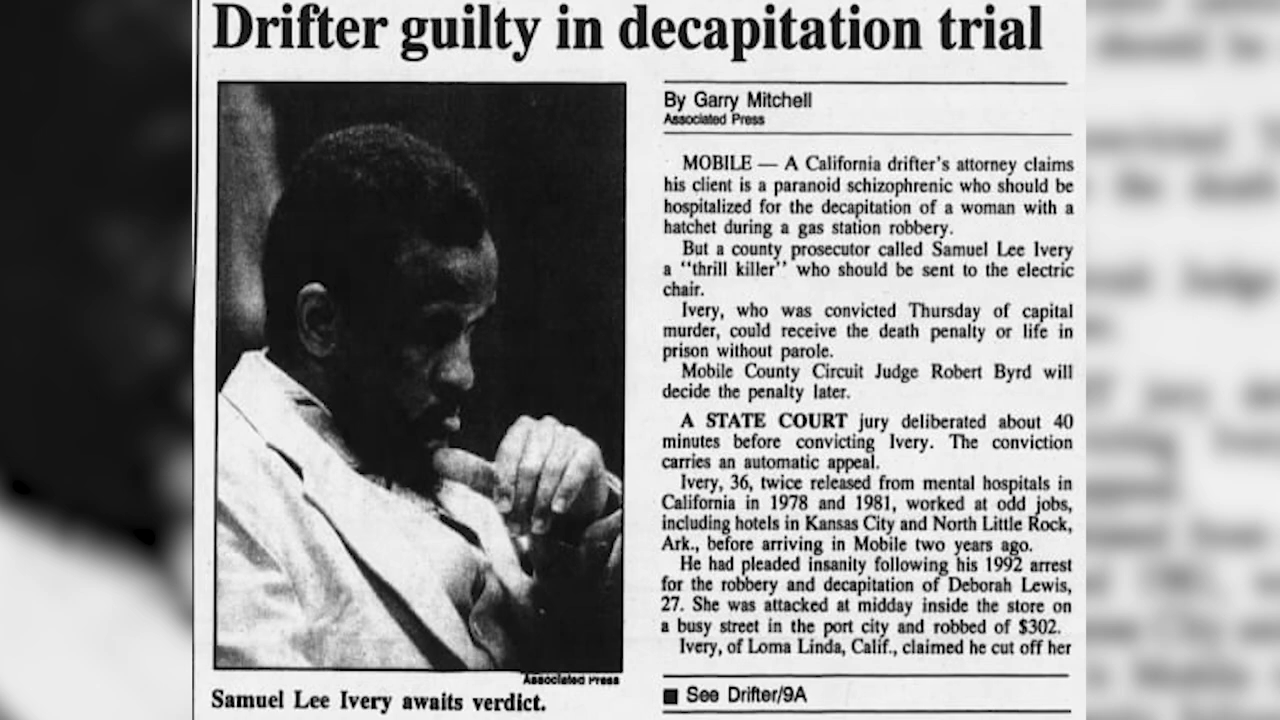 Drifter guilty in decapitation trial
By Garry Mitchell
Associated Press
MOBILE — A California drifter's attorney claims
his client is a paranoid schizophrenic who should be
hospitalized for the decapitation of a woman with a
hatchet during a gas station robbery.
But a county prosecutor called Samuel Lee Ivery
a "thrill killer" who should be sent to the electric
chair.
Ivery, who was convicted Thursday of capital
murder, could receive the death penalty or life in
prison without parole.
Mobile County Circuit Judge Robert Byrd will
decide the penalty later.
A STATE COURT jury deliberated about 40
minutes before convicting Ivery. The conviction
carries an automatic appeal.
Ivery, 36, twice released from mental hospitals in
California in 1978 and 1981, worked at odd jobs,
including hotels in Kansas City and North Little Rock,
Ark., before arriving in Mobile two years ago.
He had pleaded insanity following his 1992 arrest
for the robbery and decapitation of Deborah Lewis,
27. She was attacked at midday inside the store on
a busy street in the port city and robbed of $302.
Ivery, of Loma Linda, Calif., claimed he cut off her
■ See Drifter/9A
Associated Press
Samuel Lee Ivery awaits verdict.